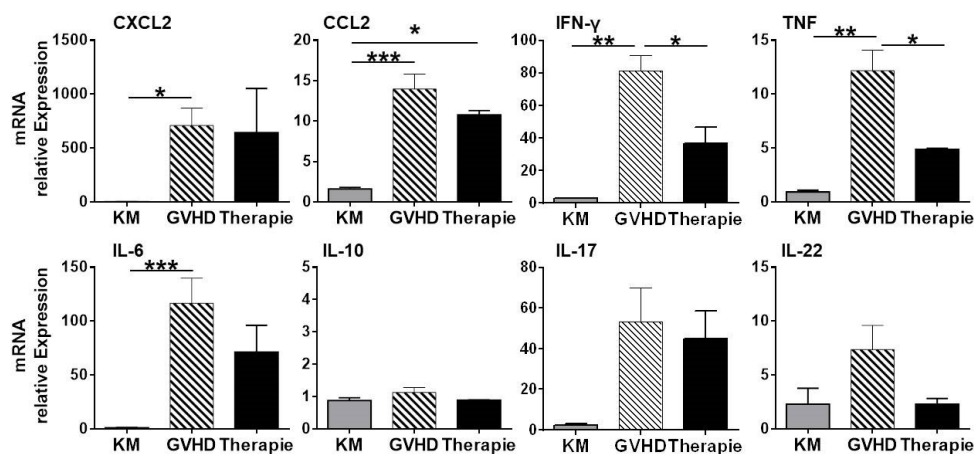 CXCL2
CCL2
IFN-γ
TNF
mRNA
relative Expression
1500
1000
500
0
*
KM GVHD Therapie
20
15
10
5
0
*
***
KM GVHD Therapie
100
80
60
40
20
0
** *
KM GVHD Therapie
15
10
5
0
** *
KM GVHD Therapie
IL-6
IL-10
IL-17
IL-22
mRNA
relative Expression
150
100
50
0
***
KM GVHD Therapie
5
4
3
2
1
0
KM GVHD Therapie
80
60
40
20
0
KM GVHD Therapie
15
10
5
0
KM GVHD Therapie